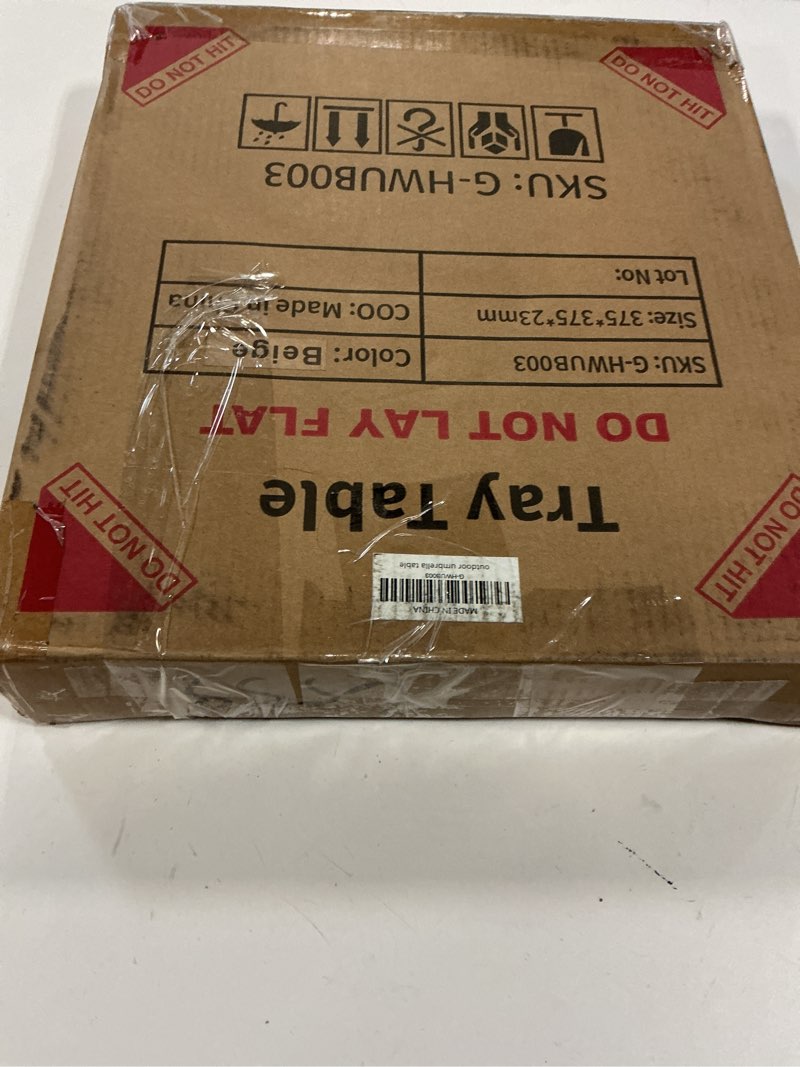 MADE IN CHINA
G-HWUB003
outdoor umbrella table
Tray Table
DO NOT LAY FLAT
SKU: G-HWUB003
Color: Beige
Size: 375*375*23mm
COO: Made in China
Lot No:
SKU: G-HWUB003
DO NOT HIT
DO NOT HIT
DO NOT HIT
DO NOT HIT